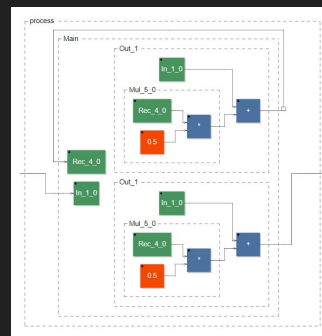 process
Main
Out_1
In_1_0
+
Mul_5_0
Rec_4_0
*
0.5
Rec_4_0
In_1_0
Out_1
In_1_0
+
Mul_5_0
Rec_4_0
*
0.5